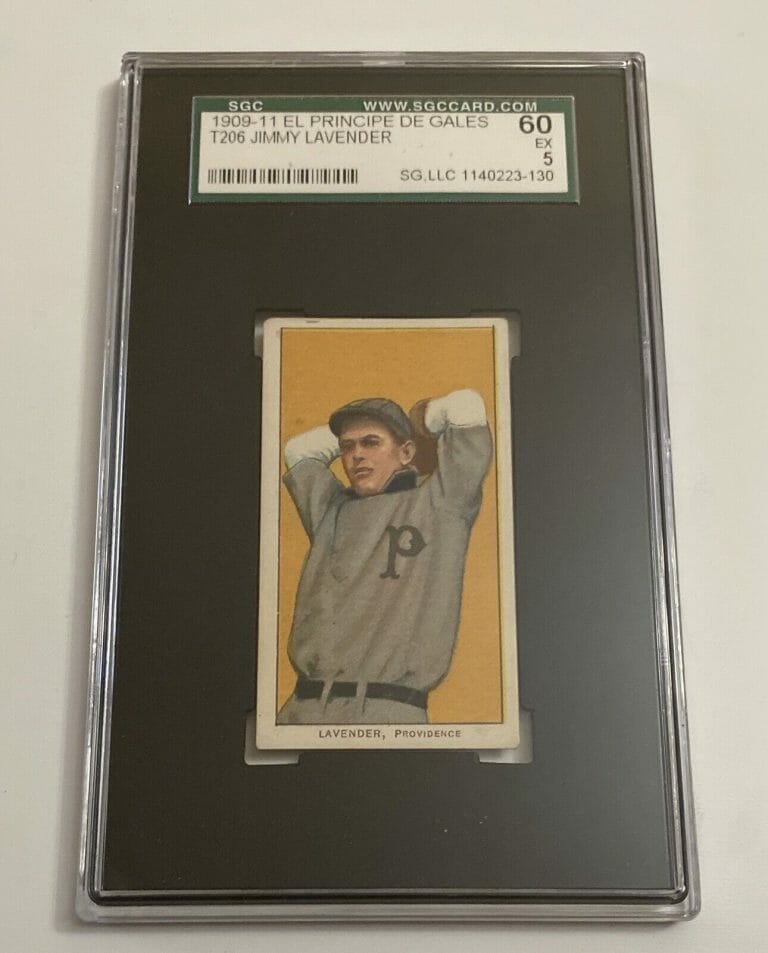 SGC WWW.SGCCARD.COM
1909-11 EL PRINCIPE DE GALES 60
T206 JIMMY LAVENDER EX
5
SG,LLC 1140223-130
P
LAVENDER, PROVIDENCE